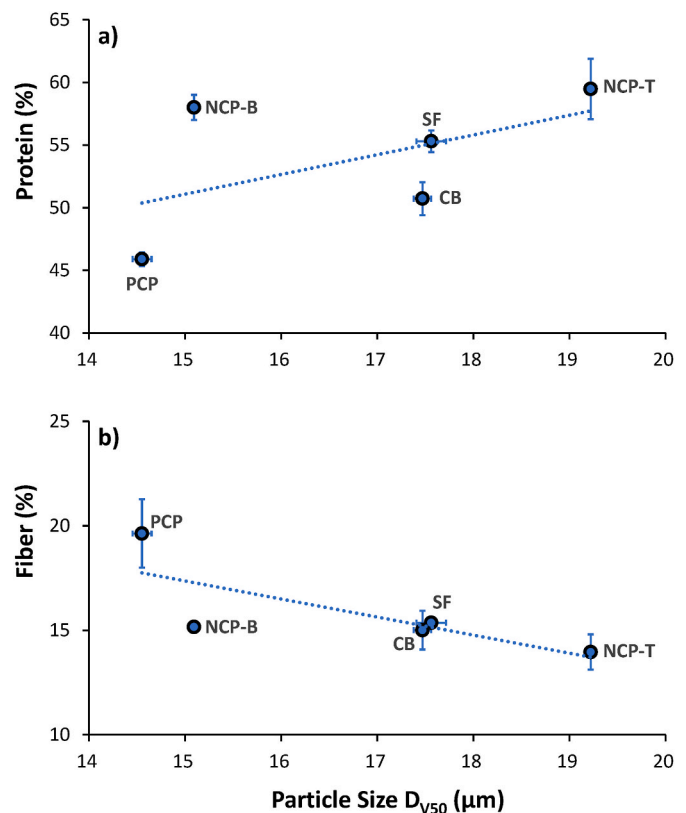 65
a)
NCP-T
60
NCP-B
SF
55
Protein (%)
50
CB
PCP
45
40
14 15 16 17 18 19 20
25
b)
PCP
20
Fiber (%)
SF
NCP-B
15
CB
NCP-T
10
14 15 16 17 18 19 20
Particle Size DV50 (µm)